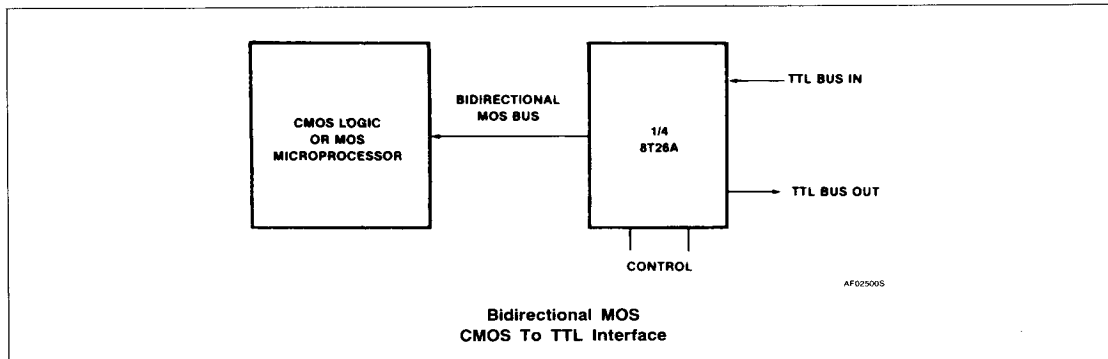 CMOS LOGIC
OR MOS
MICROPROCESSOR
BIDIRECTIONAL
MOS BUS
1/4
8T26A
TTL BUS IN
TTL BUS OUT
CONTROL
AF02500S
Bidirectional MOS
CMOS To TTL Interface